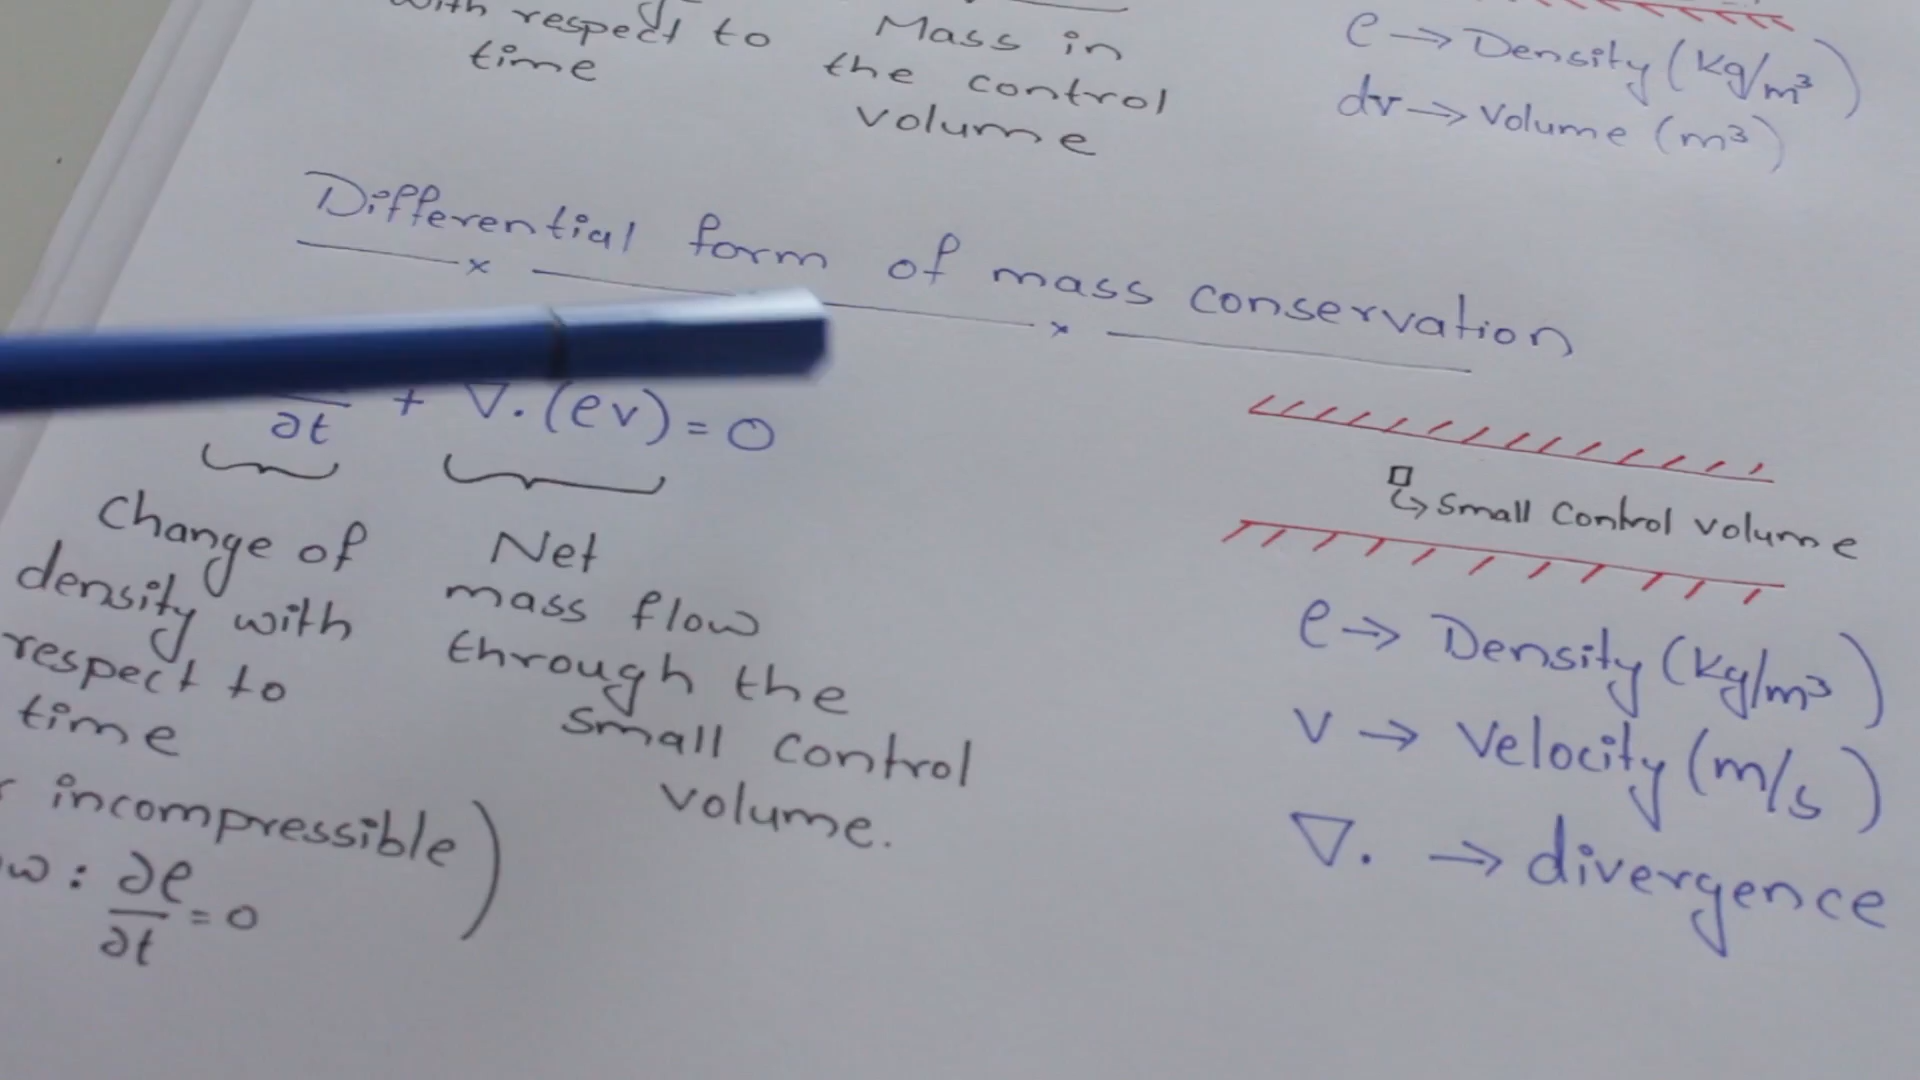 with respect to
time
Mass in
the control
volume
ρ → Density (Kg/m³)
dv → Volume (m³)
Differential form of mass conservation
∂t + ∇.(ρv) = 0
Change of
density with
respect to
time
Net
mass flow
through the
small control
volume.
incompressible)
w : ∂ρ/∂t = 0
↳ small control volume
ρ → Density (Kg/m³)
v → Velocity (m/s)
∇. → divergence